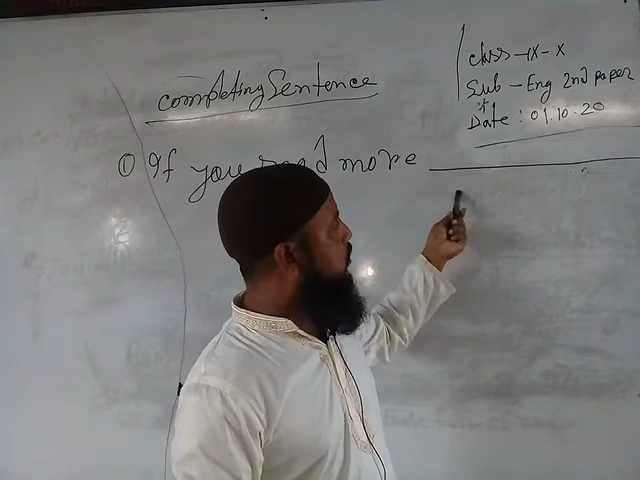 Class - IX - X
Sub - Eng 2nd paper
Date : 01.10.20
Completing Sentence
① If you read more